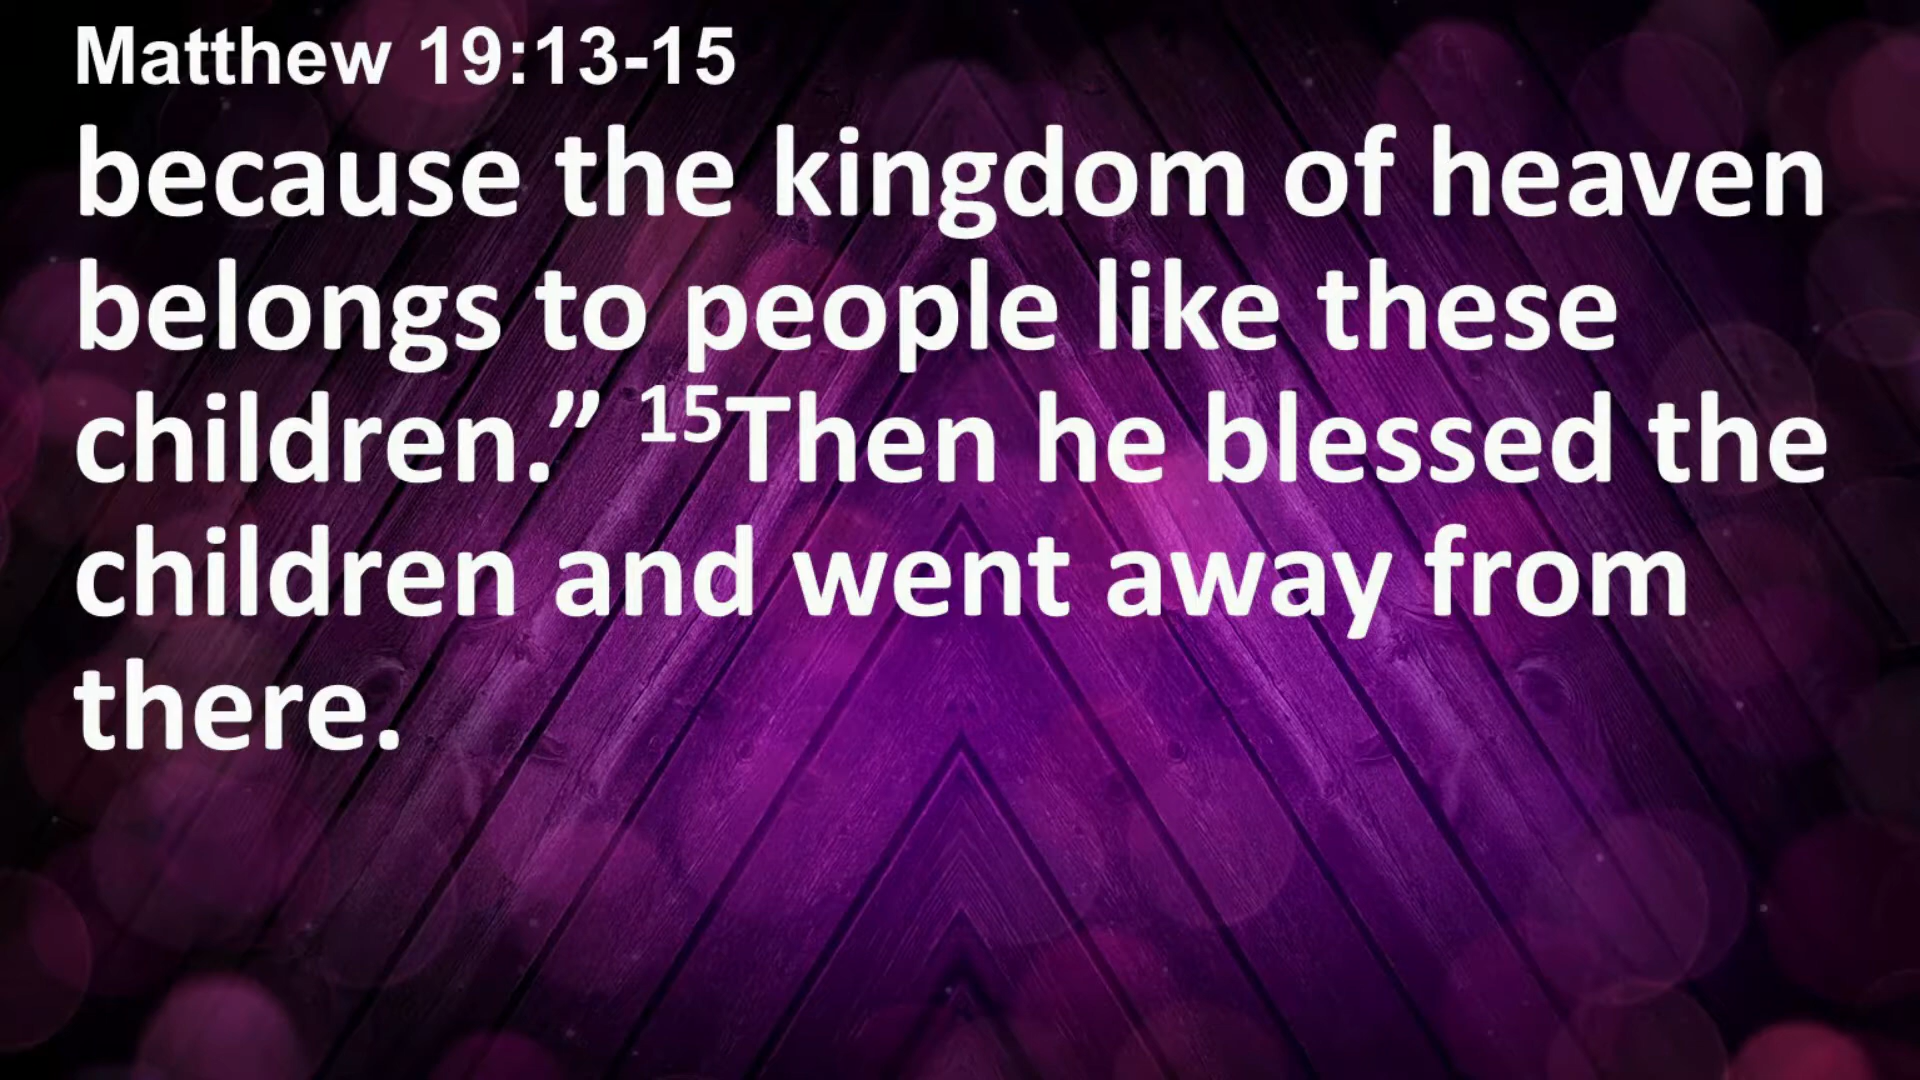 Matthew 19:13-15
because the kingdom of heaven
belongs to people like these
children.” ¹⁵Then he blessed the
children and went away from
there.